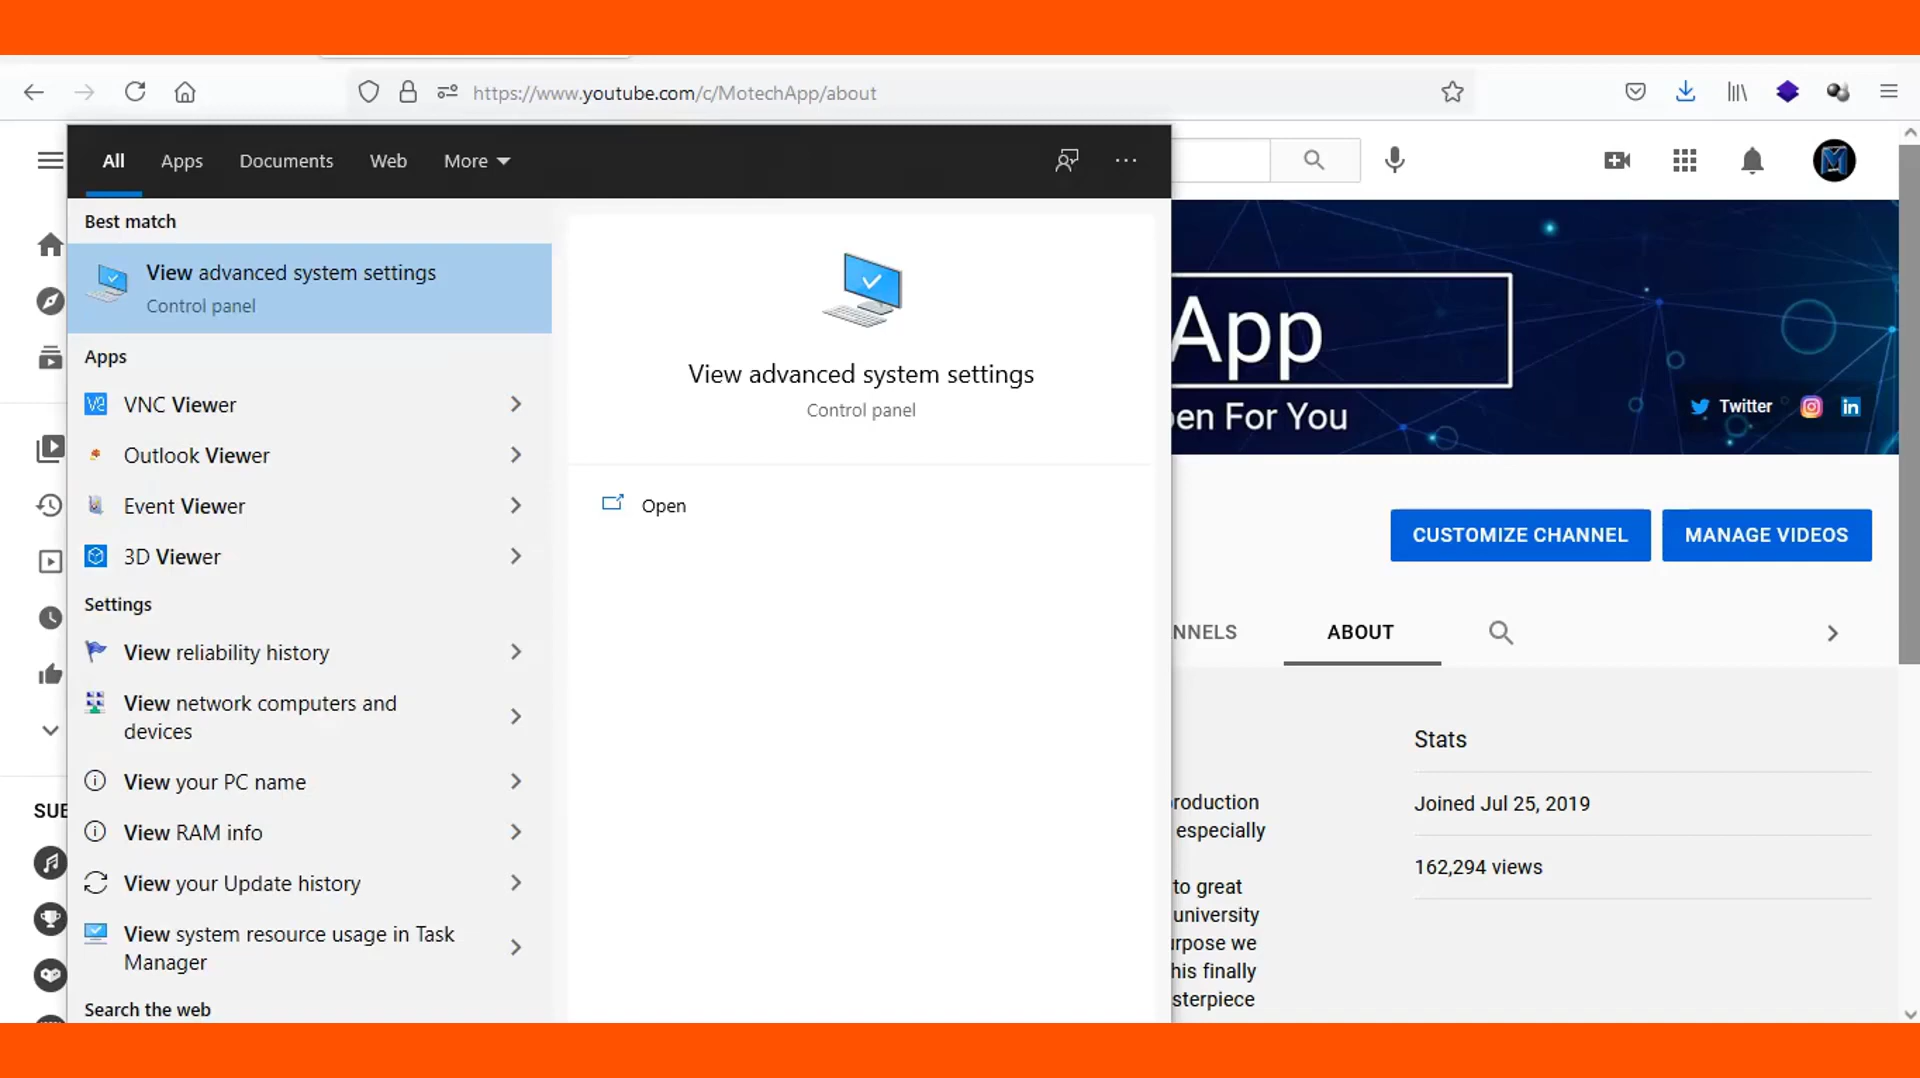 https://www.youtube.com/c/MotechApp/about
All
Apps
Documents
Web
More
Best match
View advanced system settings
Control panel
Apps
VNC Viewer
Outlook Viewer
Event Viewer
3D Viewer
Settings
View reliability history
View network computers and
devices
View your PC name
View RAM info
View your Update history
View system resource usage in Task
Manager
Search the web
View advanced system settings
Control panel
Open
SUB
App
en For You
Twitter
CUSTOMIZE CHANNEL
MANAGE VIDEOS
NNELS
ABOUT
roduction
especially
to great
university
urpose we
his finally
sterpiece
Stats
Joined Jul 25, 2019
162,294 views